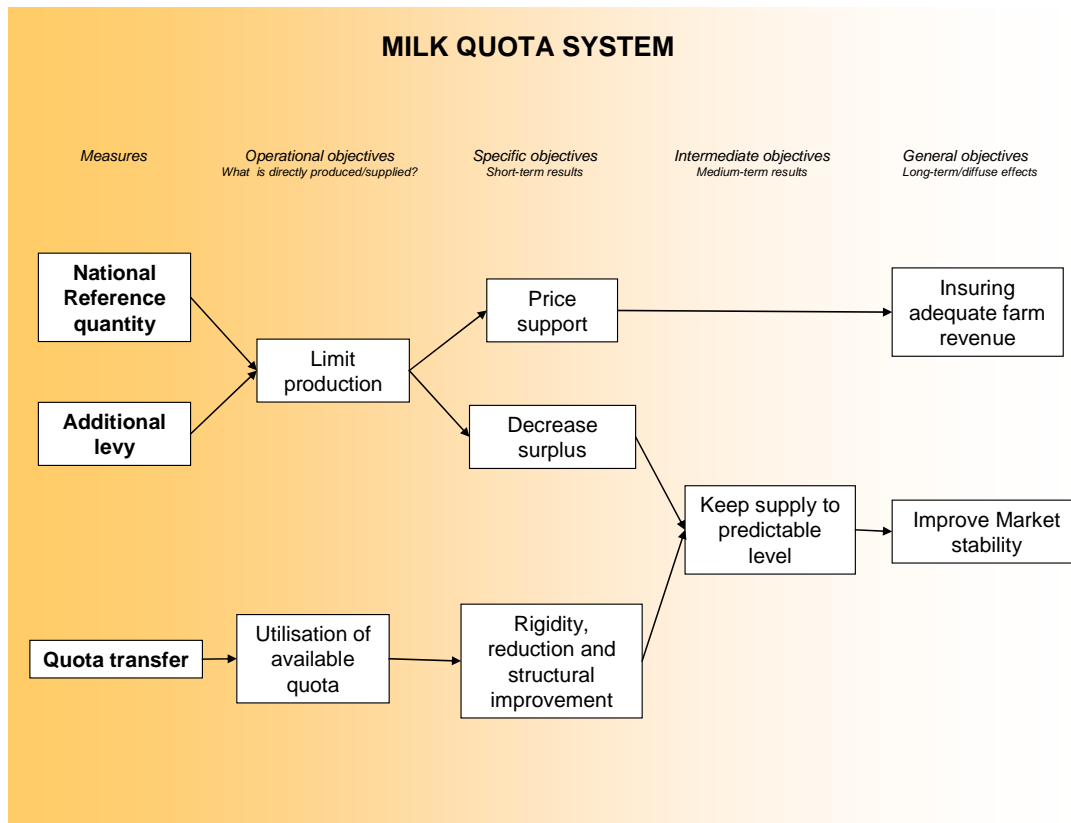 MILK QUOTA SYSTEM
Measures
Operational objectives
What is directly produced/supplied?
Specific objectives
Short-term results
Intermediate objectives
Medium-term results
General objectives
Long-term/diffuse effects
National
Reference
quantity
Price
support
Insuring
adequate farm
revenue
Limit
production
Additional
levy
Decrease
surplus
Keep supply to
predictable
level
Improve Market
stability
Quota transfer
Utilisation of
available
quota
Rigidity,
reduction and
structural
improvement